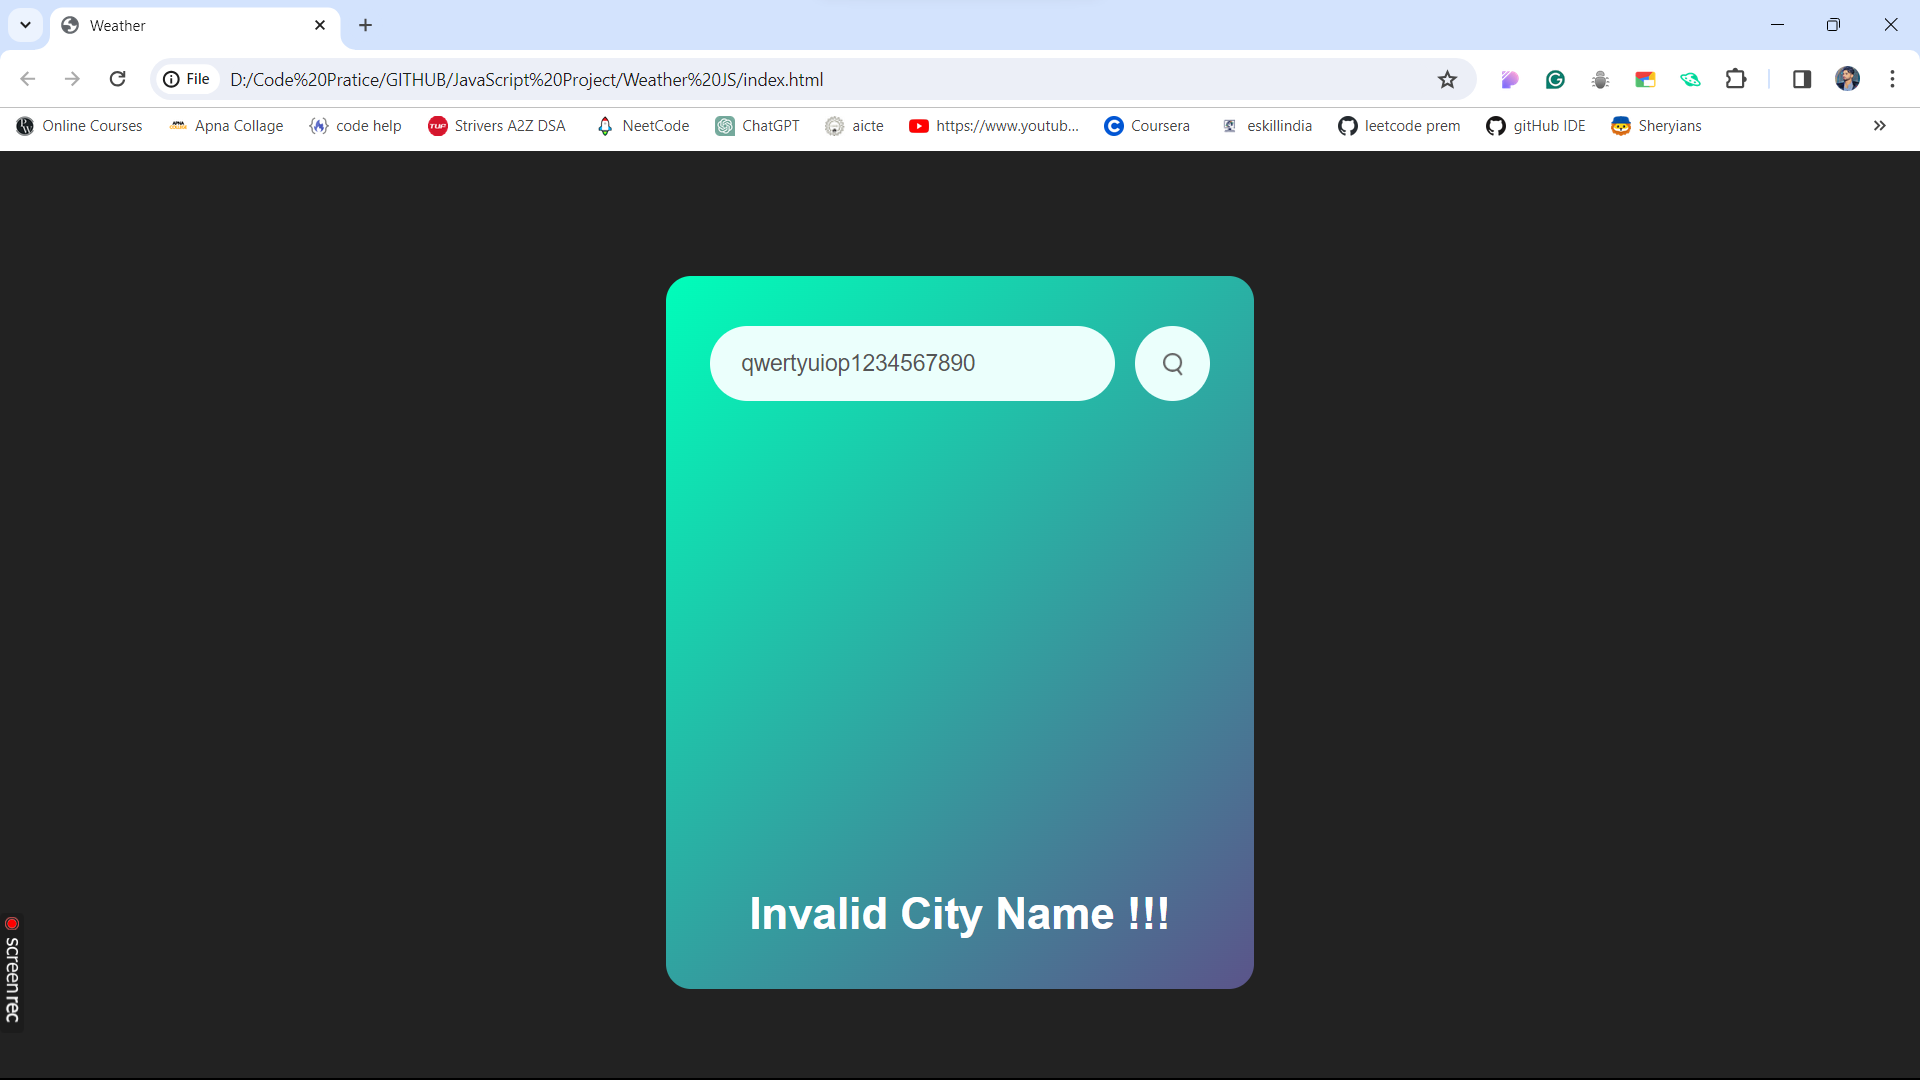 Weather
File
D:/Code%20Pratice/GITHUB/JavaScript%20Project/Weather%20JS/index.html
Online Courses
Apna Collage
code help
TUF
Strivers A2Z DSA
NeetCode
ChatGPT
aicte
https://www.youtub...
Coursera
eskillindia
leetcode prem
gitHub IDE
Sheryians
qwertyuiop1234567890
Invalid City Name !!!
screenrec